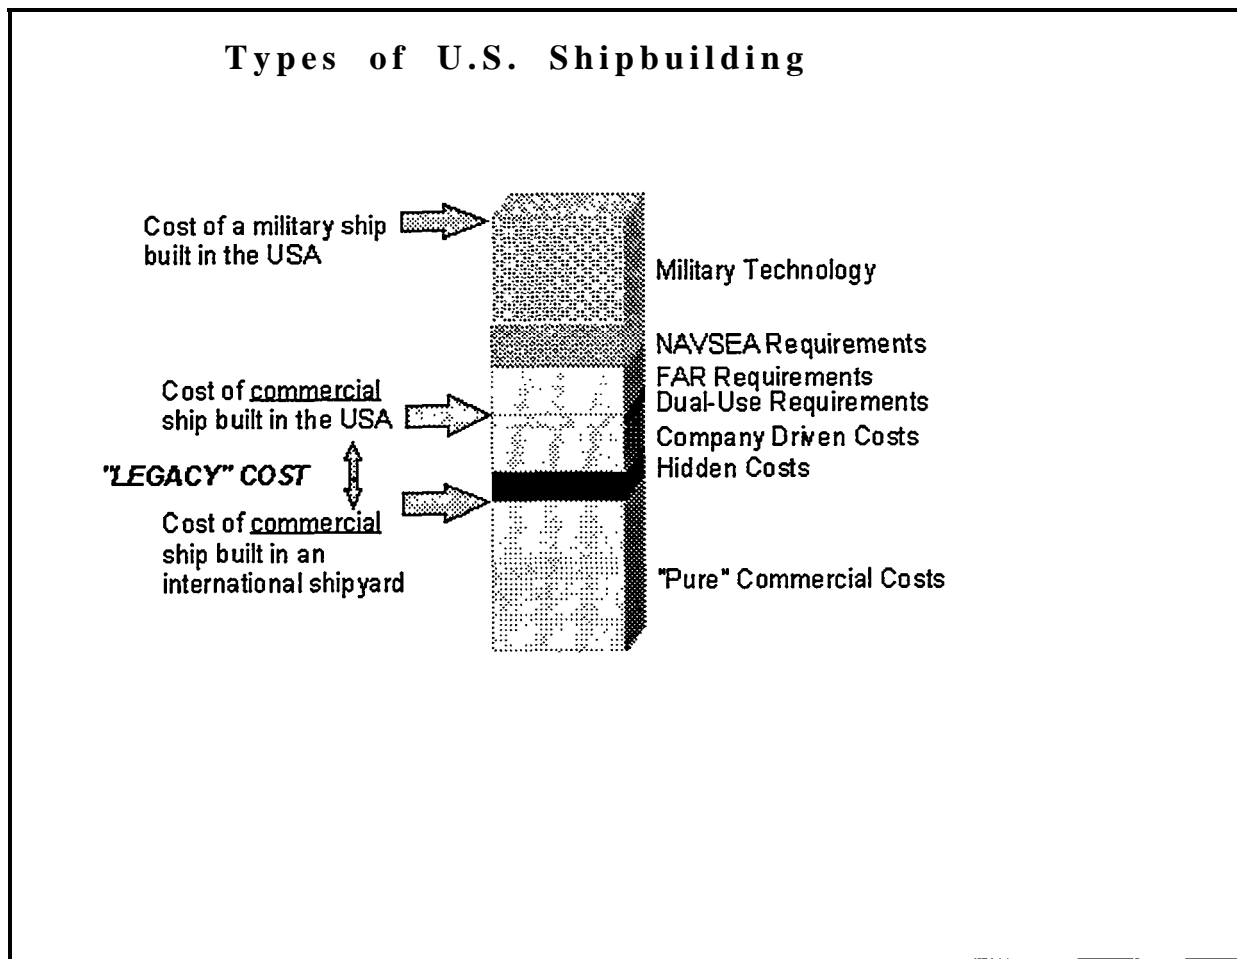 Types of U.S. Shipbuilding
Cost of a military ship
built in the USA
Military Technology
NAVSEA Requirements
FAR Requirements
Dual-Use Requirements
Cost of commercial
ship built in the USA
Company Driven Costs
"LEGACY" COST
Hidden Costs
Cost of commercial
ship built in an
international shipyard
"Pure" Commercial Costs